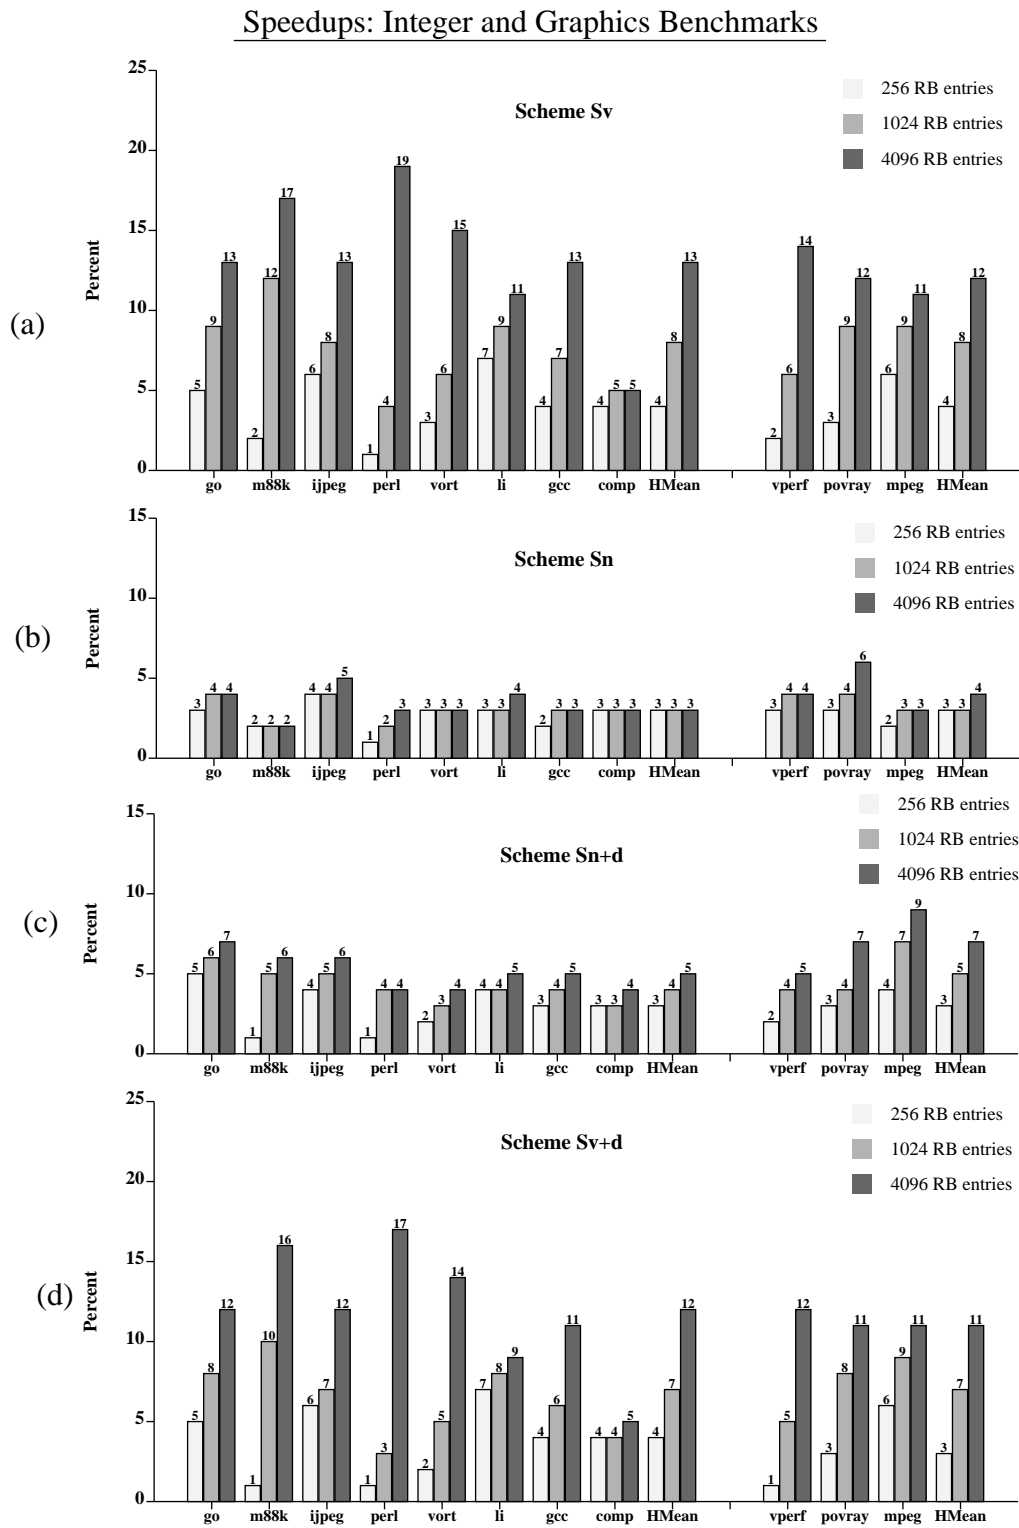 Speedups: Integer and Graphics Benchmarks
(a)
Scheme Sv
Percent
25
20
15
10
5
0
256 RB entries
1024 RB entries
4096 RB entries
5 9 13 2 12 17 6 8 13 1 4 19 3 6 15 7 9 11 4 7 13 4 5 5 4 8 13 2 6 14 3 9 12 6 9 11 4 8 12
go m88k ijpeg perl vort li gcc comp HMean vperf povray mpeg HMean
(b)
Scheme Sn
Percent
15
10
5
0
256 RB entries
1024 RB entries
4096 RB entries
3 4 4 2 2 2 4 4 5 1 2 3 3 3 3 3 3 4 2 3 3 3 3 3 3 3 3 3 4 4 3 4 6 2 3 3 3 3 4
go m88k ijpeg perl vort li gcc comp HMean vperf povray mpeg HMean
(c)
Scheme Sn+d
Percent
15
10
5
0
256 RB entries
1024 RB entries
4096 RB entries
5 6 7 1 5 6 4 5 6 1 4 4 2 3 4 4 4 5 3 4 5 3 3 4 3 4 5 2 4 5 3 4 7 4 7 9 3 5 7
go m88k ijpeg perl vort li gcc comp HMean vperf povray mpeg HMean
(d)
Scheme Sv+d
Percent
25
20
15
10
5
0
256 RB entries
1024 RB entries
4096 RB entries
5 8 12 1 10 16 6 7 12 1 3 17 2 5 14 7 8 9 4 6 11 4 4 5 4 7 12 1 5 12 3 8 11 6 9 11 3 7 11
go m88k ijpeg perl vort li gcc comp HMean vperf povray mpeg HMean